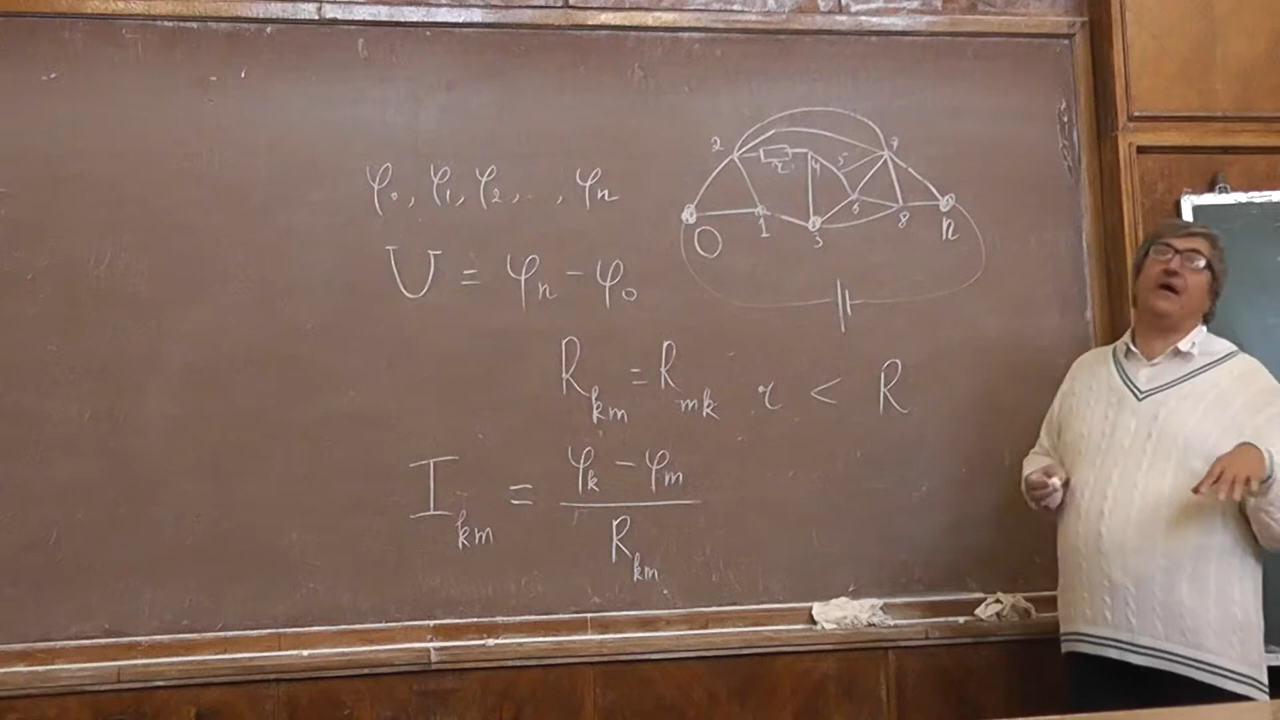 φ₀, φ₁, φ₂, . . , φₙ
U = φₙ − φ₀
R_km = R_mk r < R
I_km = (φ_k − φ_m) / R_km
2 r 4 5 7
0 1 3 6 8 n